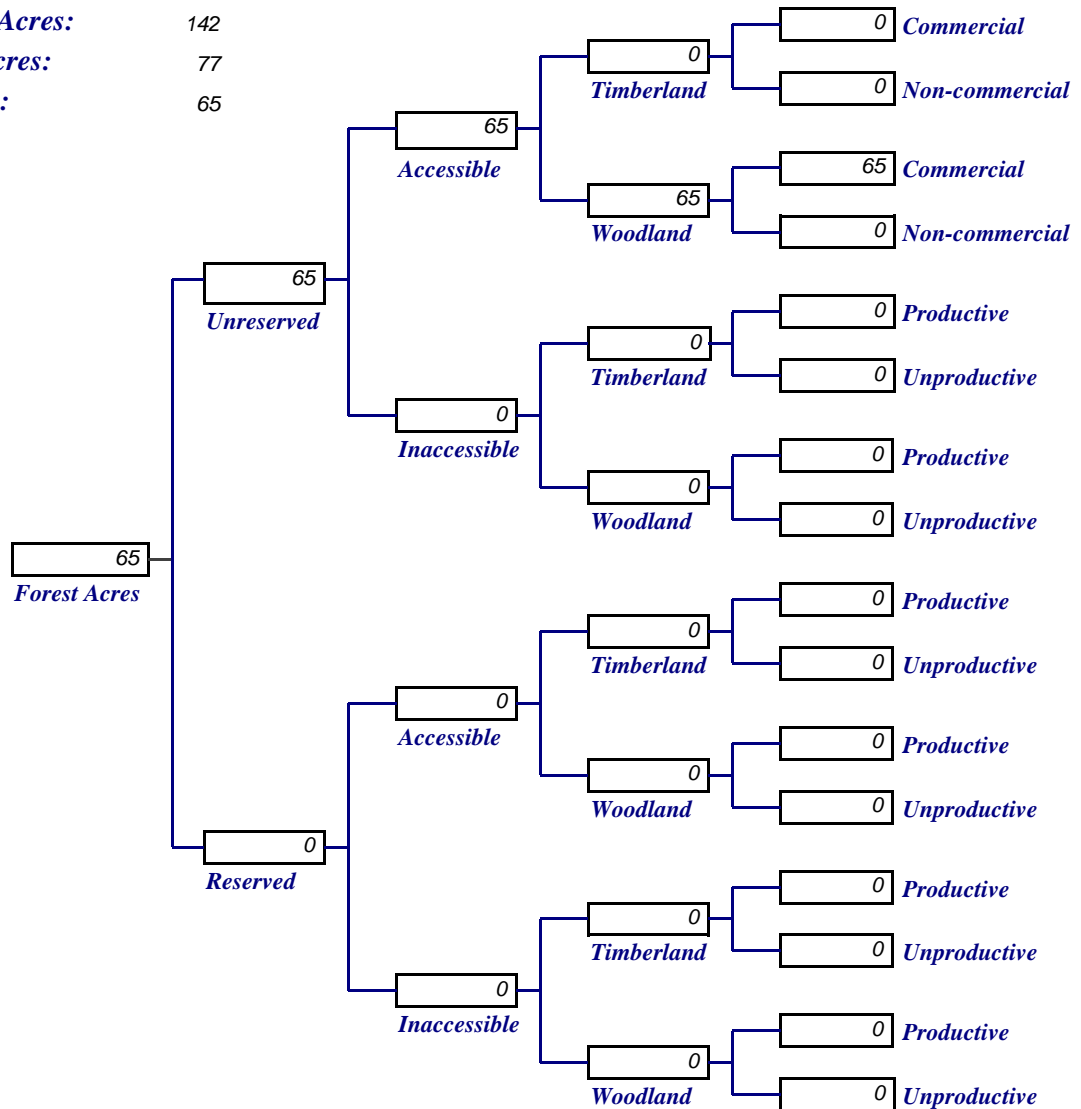 Acres: 142
cres: 77
: 65
0 Commercial
0
Timberland
0 Non-commercial
65
Accessible
65 Commercial
65
Woodland
0 Non-commercial
65
Unreserved
0 Productive
0
Timberland
0 Unproductive
0
Inaccessible
0 Productive
0
Woodland
0 Unproductive
65
Forest Acres
0 Productive
0
Timberland
0 Unproductive
0
Accessible
0 Productive
0
Woodland
0 Unproductive
0
Reserved
0 Productive
0
Timberland
0 Unproductive
0
Inaccessible
0 Productive
0
Woodland
0 Unproductive